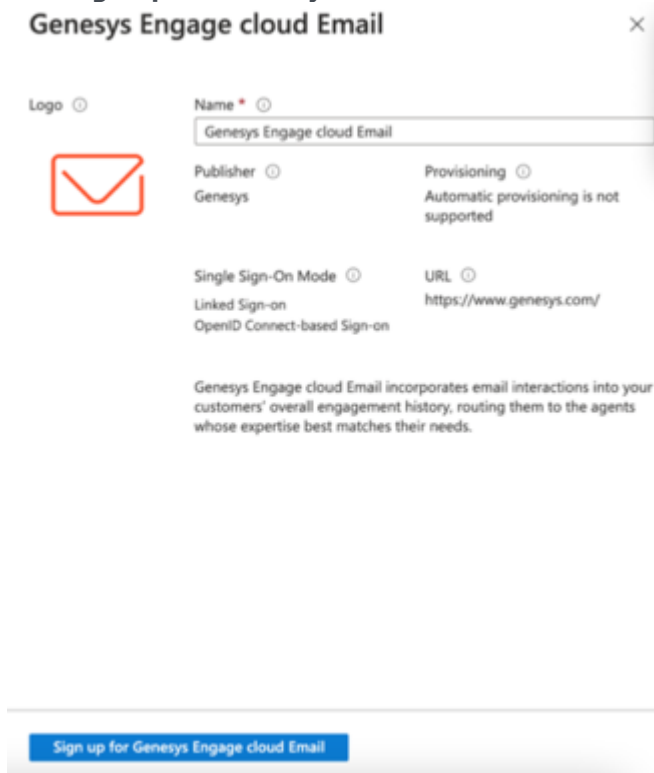 Genesys Engage cloud Email
Logo
Name *
Genesys Engage cloud Email
Publisher
Provisioning
Genesys
Automatic provisioning is not
supported
Single Sign-On Mode
URL
Linked Sign-on
https://www.genesys.com/
OpenID Connect-based Sign-on
Genesys Engage cloud Email incorporates email interactions into your
customers' overall engagement history, routing them to the agents
whose expertise best matches their needs.
Sign up for Genesys Engage cloud Email